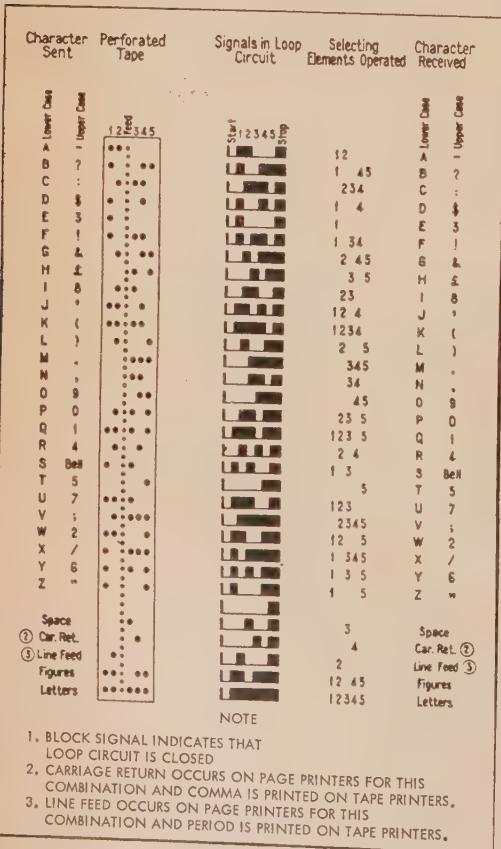 Character Sent Perforated Tape Signals in Loop Circuit Selecting Elements Operated Character Received
Lower Case Upper Case 12 Feed 345 Start 12345 Stop Lower Case Upper Case
A - 12 A -
B ? 1 45 B ?
C : 234 C :
D $ 1 4 D $
E 3 1 E 3
F ! 1 34 F !
G & 2 45 G &
H £ 3 5 H £
I 8 23 I 8
J ' 12 4 J '
K ( 1234 K (
L ) 2 5 L )
M . 345 M .
N , 34 N ,
O 9 45 O 9
P 0 23 5 P 0
Q 1 123 5 Q 1
R 4 2 4 R 4
S Bell 1 3 S Bell
T 5 5 T 5
U 7 123 U 7
V ; 2345 V ;
W 2 12 5 W 2
X / 1 345 X /
Y 6 1 3 5 Y 6
Z " 1 5 Z "
Space 3 Space
② Car. Ret. 4 Car. Ret. ②
③ Line Feed 2 Line Feed ③
Figures 12 45 Figures
Letters 12345 Letters
NOTE
1. BLOCK SIGNAL INDICATES THAT
LOOP CIRCUIT IS CLOSED
2. CARRIAGE RETURN OCCURS ON PAGE PRINTERS FOR THIS
COMBINATION AND COMMA IS PRINTED ON TAPE PRINTERS.
3. LINE FEED OCCURS ON PAGE PRINTERS FOR THIS
COMBINATION AND PERIOD IS PRINTED ON TAPE PRINTERS.